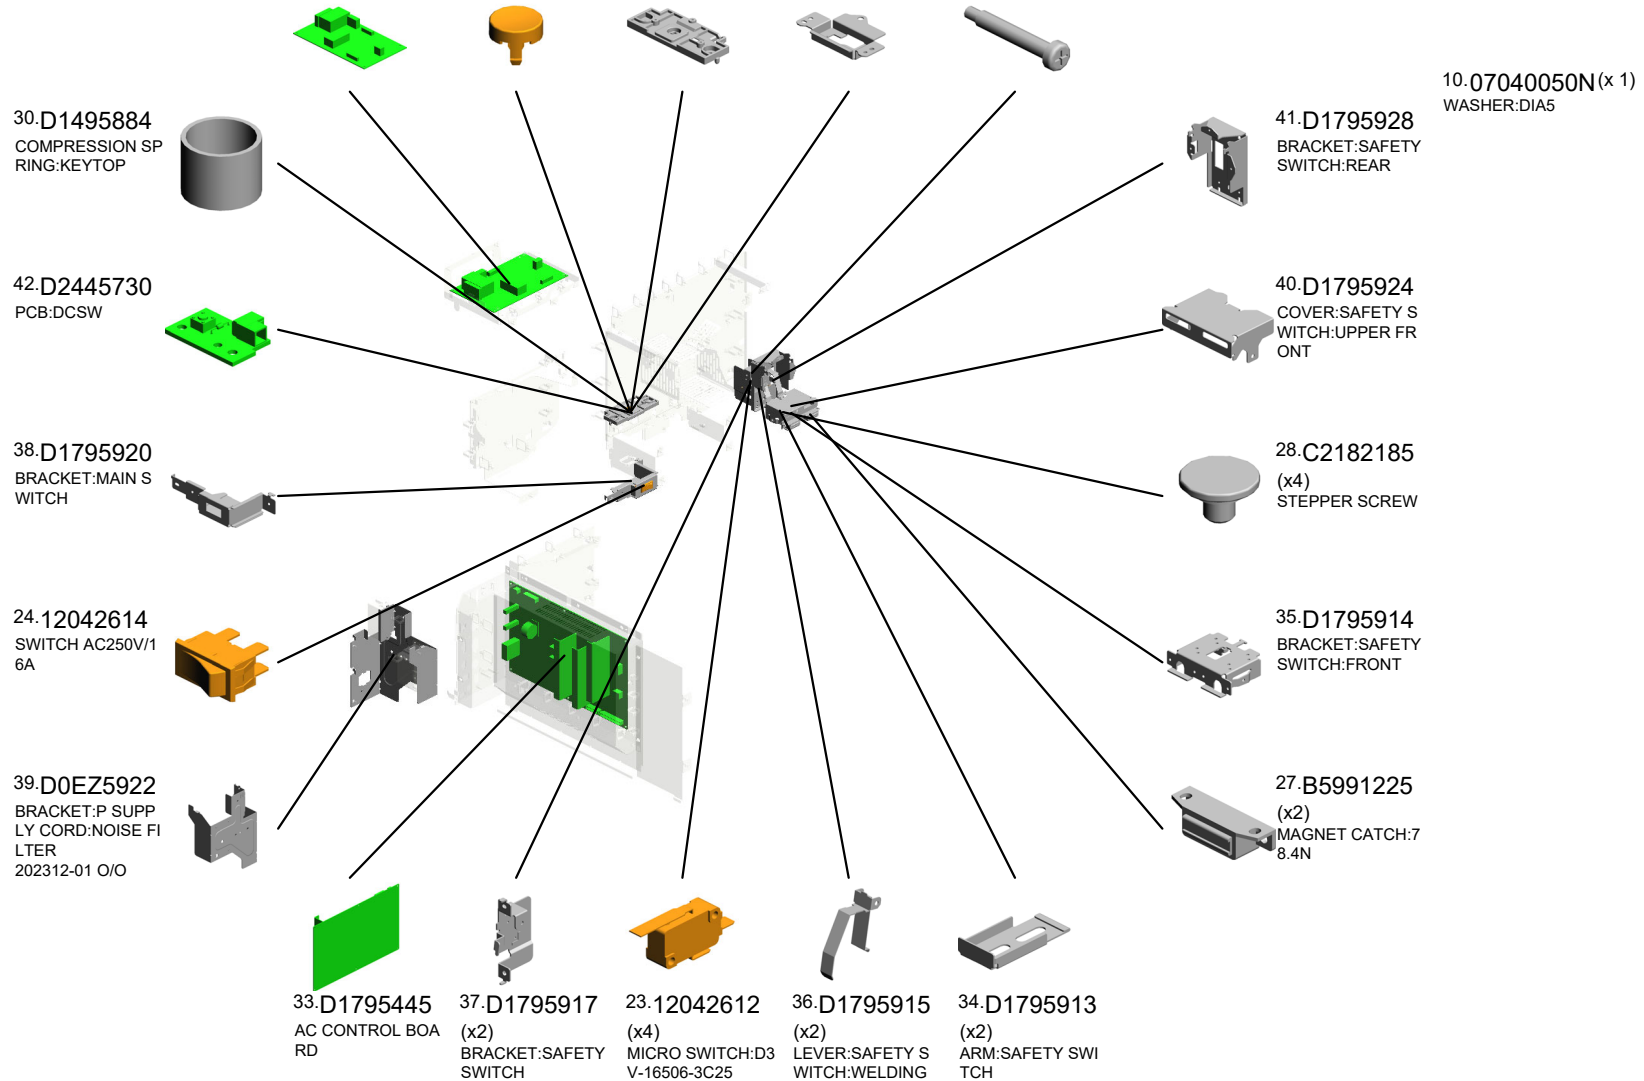 10.07040050N(x 1)
WASHER:DIA5
30.D1495884
COMPRESSION SP
RING:KEYTOP
41.D1795928
BRACKET:SAFETY
SWITCH:REAR
42.D2445730
PCB:DCSW
40.D1795924
COVER:SAFETY S
WITCH:UPPER FR
ONT
38.D1795920
BRACKET:MAIN S
WITCH
28.C2182185
(x4)
STEPPER SCREW
24.12042614
SWITCH AC250V/1
6A
35.D1795914
BRACKET:SAFETY
SWITCH:FRONT
39.D0EZ5922
BRACKET:P SUPP
LY CORD:NOISE FI
LTER
202312-01 O/O
27.B5991225
(x2)
MAGNET CATCH:7
8.4N
33.D1795445
AC CONTROL BOA
RD
37.D1795917
(x2)
BRACKET:SAFETY
SWITCH
23.12042612
(x4)
MICRO SWITCH:D3
V-16506-3C25
36.D1795915
(x2)
LEVER:SAFETY S
WITCH:WELDING
34.D1795913
(x2)
ARM:SAFETY SWI
TCH